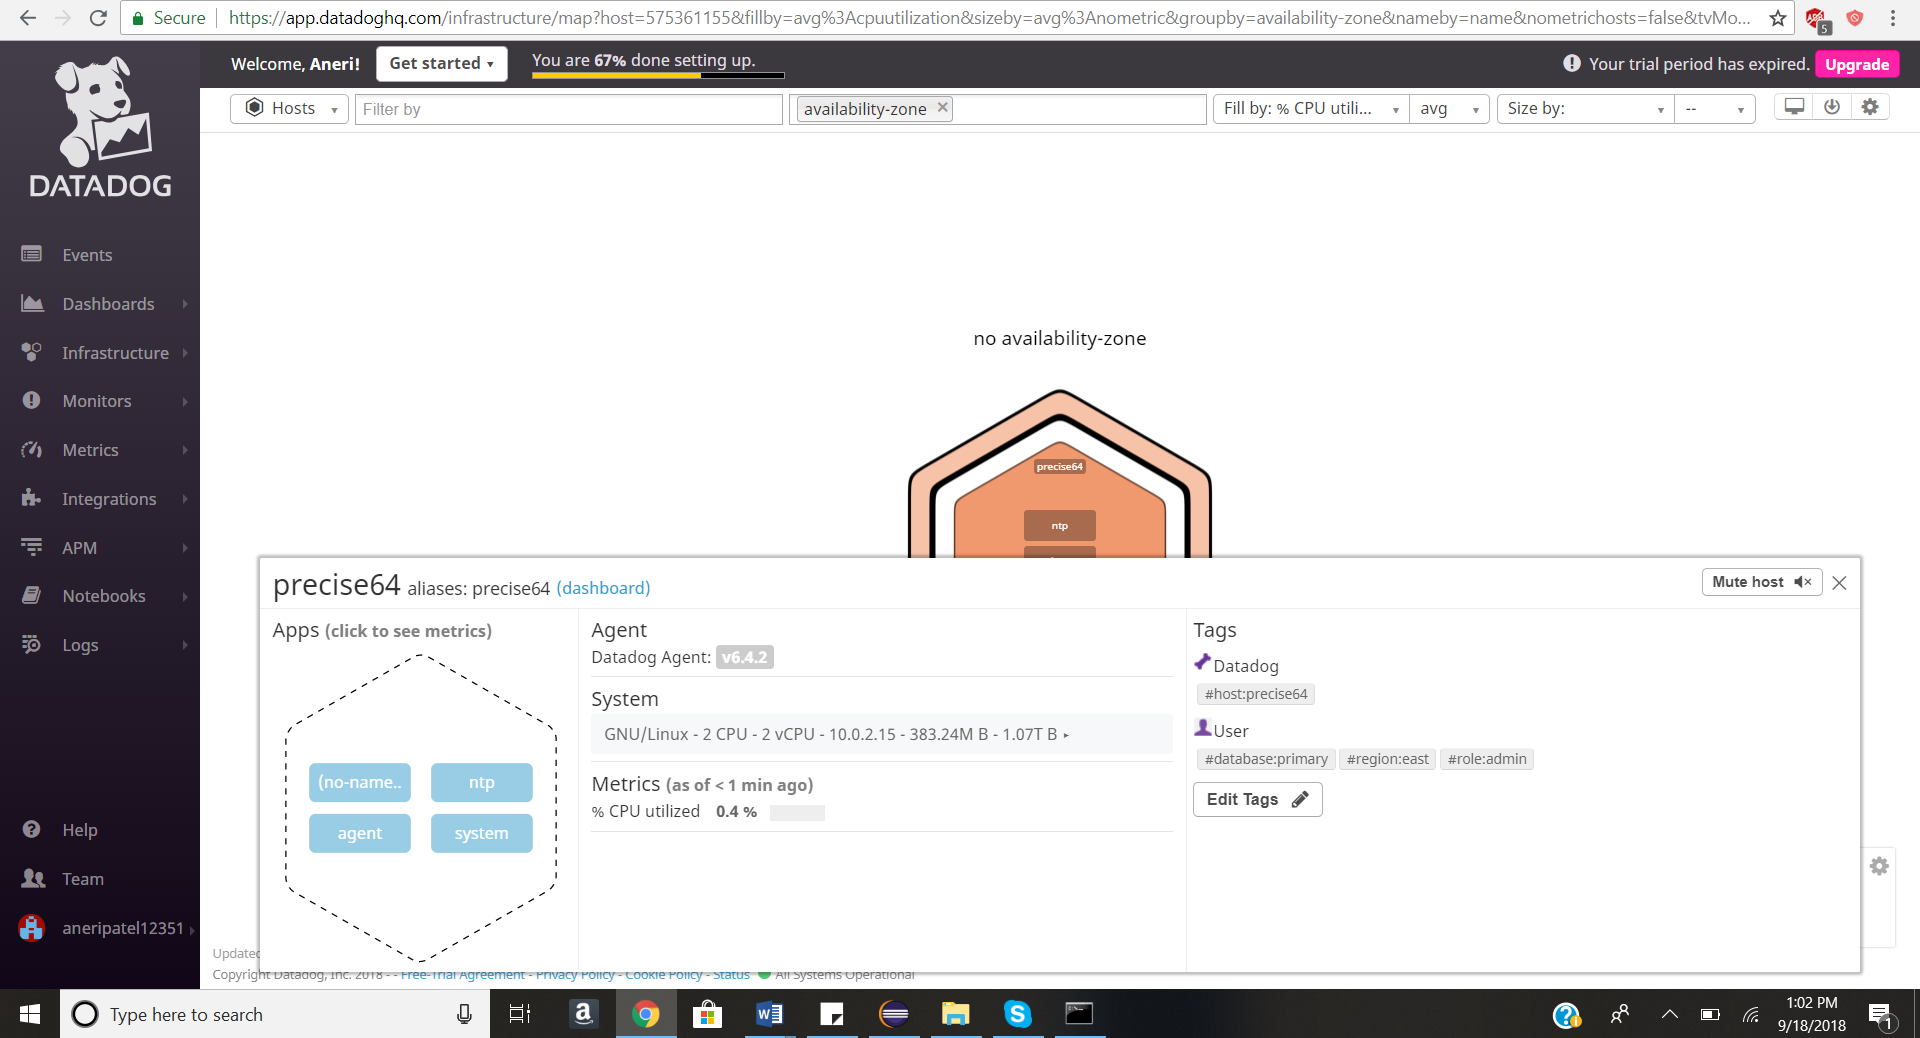 Secure https://app.datadoghq.com/infrastructure/map?host=575361155&fillby=avg%3Acpuutilization&sizeby=avg%3Anometric&groupby=availability-zone&nameby=name&nometrichosts=false&tvMo...
5
Welcome, Aneri! Get started You are 67% done setting up. Your trial period has expired. Upgrade
DATADOG
Hosts Filter by availability-zone Fill by: % CPU utili... avg Size by: --
Events
Dashboards
Infrastructure
Monitors
Metrics
Integrations
APM
Notebooks
Logs
Help
Team
aneripatel12351
no availability-zone
precise64
ntp
precise64 aliases: precise64 (dashboard) Mute host
Apps (click to see metrics)
(no-name.. ntp
agent system
Agent
Datadog Agent: v6.4.2
System
GNU/Linux - 2 CPU - 2 vCPU - 10.0.2.15 - 383.24M B - 1.07T B
Metrics (as of < 1 min ago)
% CPU utilized 0.4 %
Tags
Datadog
#host:precise64
User
#database:primary #region:east #role:admin
Edit Tags
Updated
Copyright Datadog, Inc. 2018 - - Free-Trial Agreement - Privacy Policy - Cookie Policy - Status All Systems Operational
Type here to search
1:02 PM
9/18/2018
1